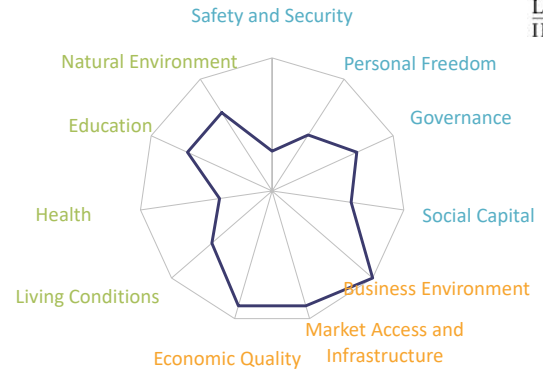 Safety and Security
Natural Environment
Personal Freedom
Education
Governance
Health
Social Capital
Living Conditions
Business Environment
Economic Quality
Market Access and
Infrastructure